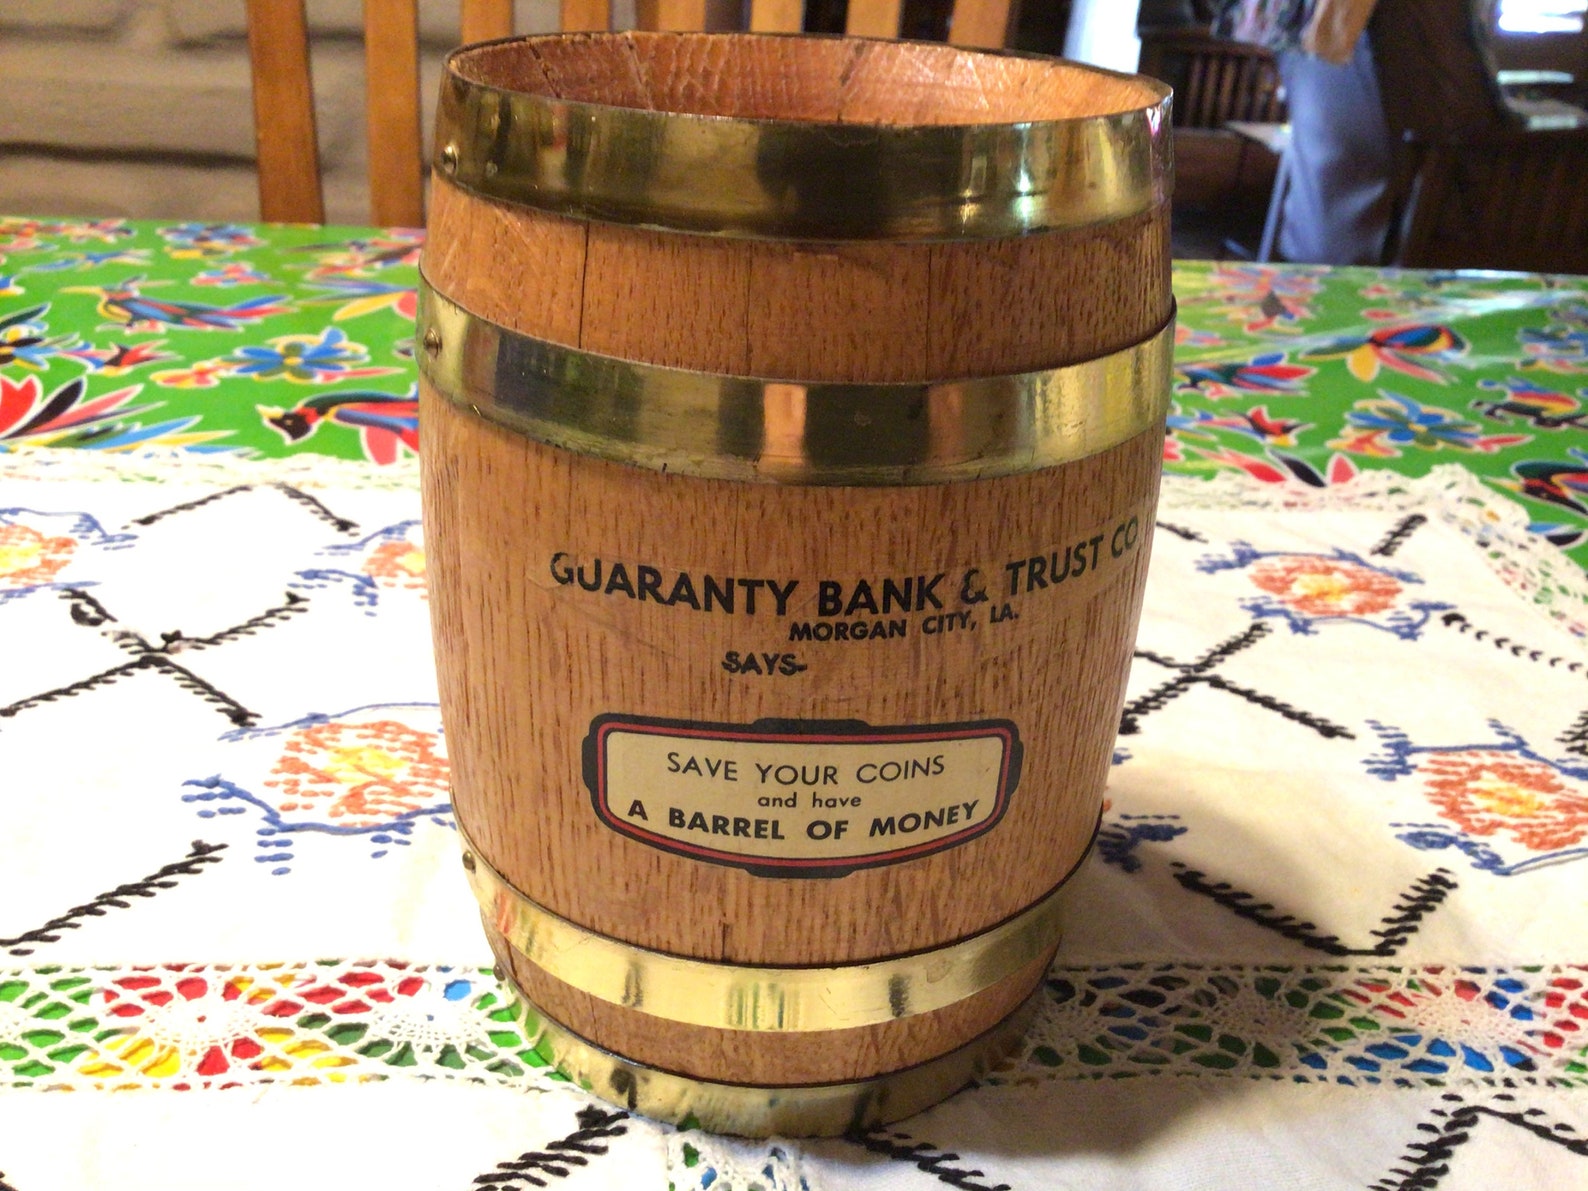 GUARANTY BANK & TRUST CO.
MORGAN CITY, LA.
SAYS-
SAVE YOUR COINS
and have
A BARREL OF MONEY